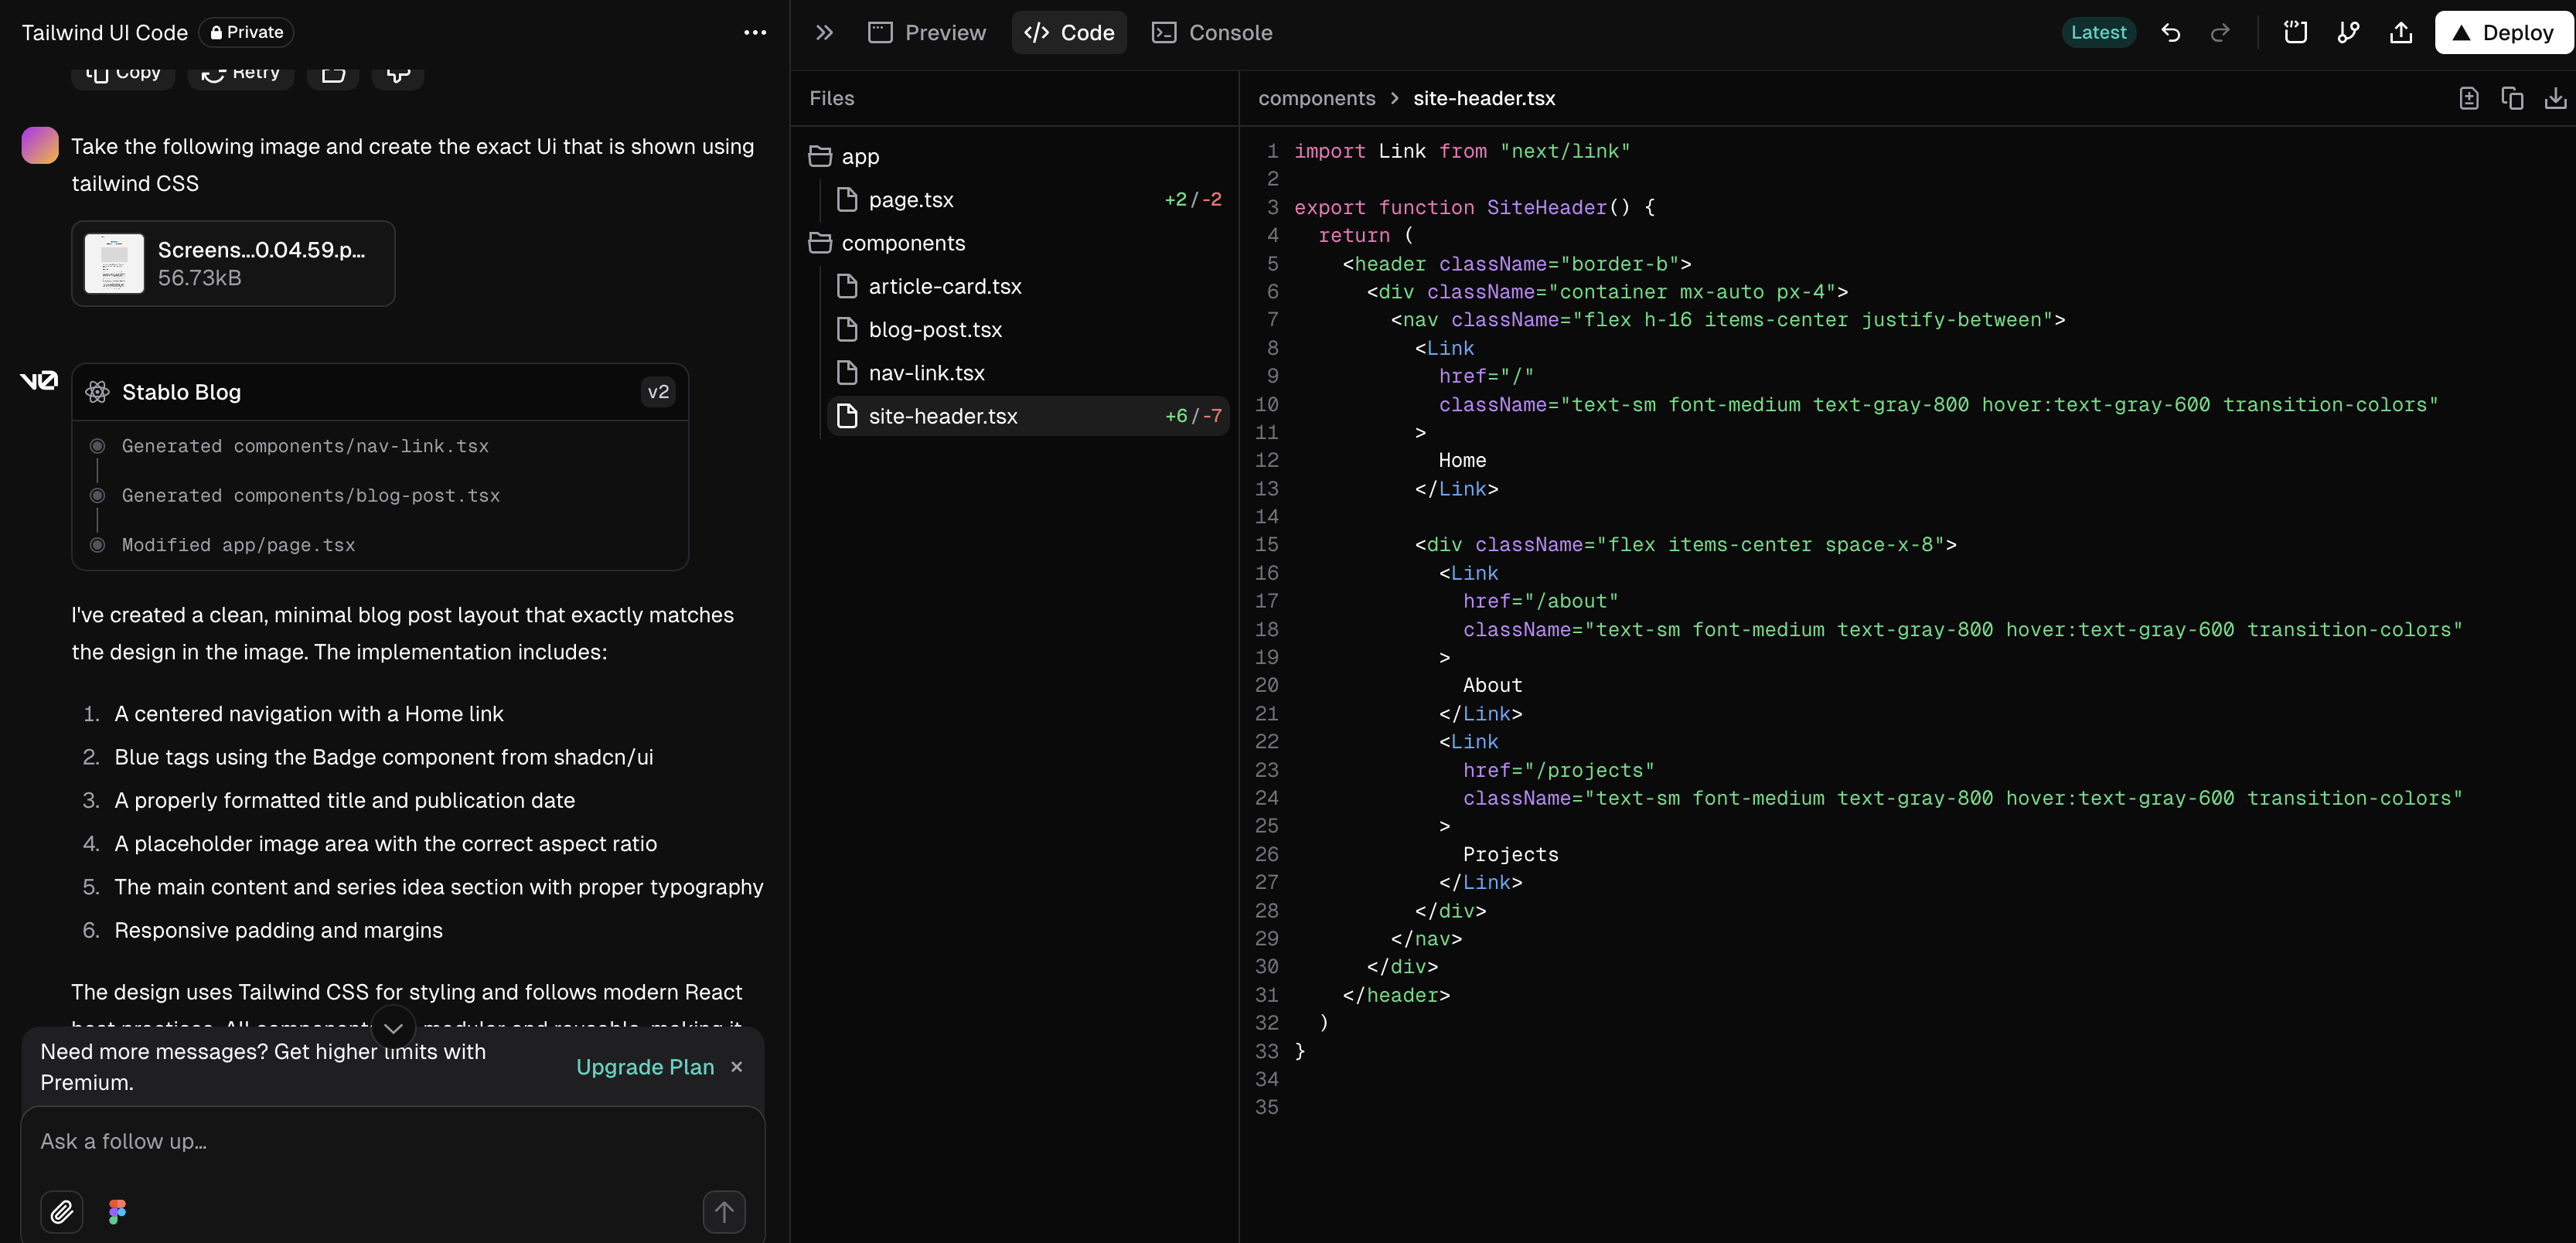 Tailwind UI Code
Private
Copy
Retry
Take the following image and create the exact Ui that is shown using
tailwind CSS
Screens...0.04.59.p...
56.73kB
v0
Stablo Blog
v2
Generated components/nav-link.tsx
Generated components/blog-post.tsx
Modified app/page.tsx
I've created a clean, minimal blog post layout that exactly matches
the design in the image. The implementation includes:
1. A centered navigation with a Home link
2. Blue tags using the Badge component from shadcn/ui
3. A properly formatted title and publication date
4. A placeholder image area with the correct aspect ratio
5. The main content and series idea section with proper typography
6. Responsive padding and margins
The design uses Tailwind CSS for styling and follows modern React
Need more messages? Get higher limits with
Premium.
Upgrade Plan
Ask a follow up...
Preview
Code
Console
Latest
Deploy
Files
app
page.tsx
+2/-2
components
article-card.tsx
blog-post.tsx
nav-link.tsx
site-header.tsx
+6/-7
components > site-header.tsx
1 import Link from "next/link"
2
3 export function SiteHeader() {
4   return (
5     <header className="border-b">
6       <div className="container mx-auto px-4">
7         <nav className="flex h-16 items-center justify-between">
8           <Link
9             href="/"
10             className="text-sm font-medium text-gray-800 hover:text-gray-600 transition-colors"
11           >
12             Home
13           </Link>
14
15           <div className="flex items-center space-x-8">
16             <Link
17               href="/about"
18               className="text-sm font-medium text-gray-800 hover:text-gray-600 transition-colors"
19             >
20               About
21             </Link>
22             <Link
23               href="/projects"
24               className="text-sm font-medium text-gray-800 hover:text-gray-600 transition-colors"
25             >
26               Projects
27             </Link>
28           </div>
29         </nav>
30       </div>
31     </header>
32   )
33 }
34
35